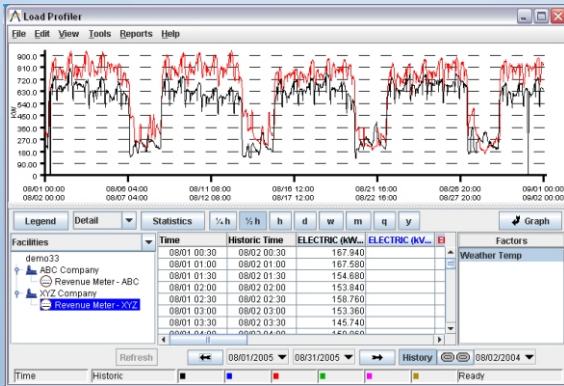 Load Profiler
File Edit View Tools Reports Help
900.0
810.0
720.0
630.0
540.0
450.0
360.0
270.0
180.0
90.0
0
kW
08/01 00:00 08/06 04:00 08/11 08:00 08/16 12:00 08/21 16:00 08/26 20:00 09/01 00:00
08/02 00:00 08/07 04:00 08/12 08:00 08/17 12:00 08/22 16:00 08/27 20:00 09/02 00:00
Legend Detail Statistics ¼ h ½ h h d w m q y Graph
Facilities
demo33
ABC Company
Revenue Meter - ABC
XYZ Company
Revenue Meter - XYZ
Time Historic Time ELECTRIC (kW... ELECTRIC (kW... El
08/01 00:30 08/02 00:30 167.940
08/01 01:00 08/02 01:00 167.580
08/01 01:30 08/02 01:30 154.680
08/01 02:00 08/02 02:00 153.840
08/01 02:30 08/02 02:30 158.760
08/01 03:00 08/02 03:00 153.360
08/01 03:30 08/02 03:30 145.740
Factors
Weather Temp
Refresh 08/01/2005 08/31/2005 History 08/02/2004
Time Historic Ready